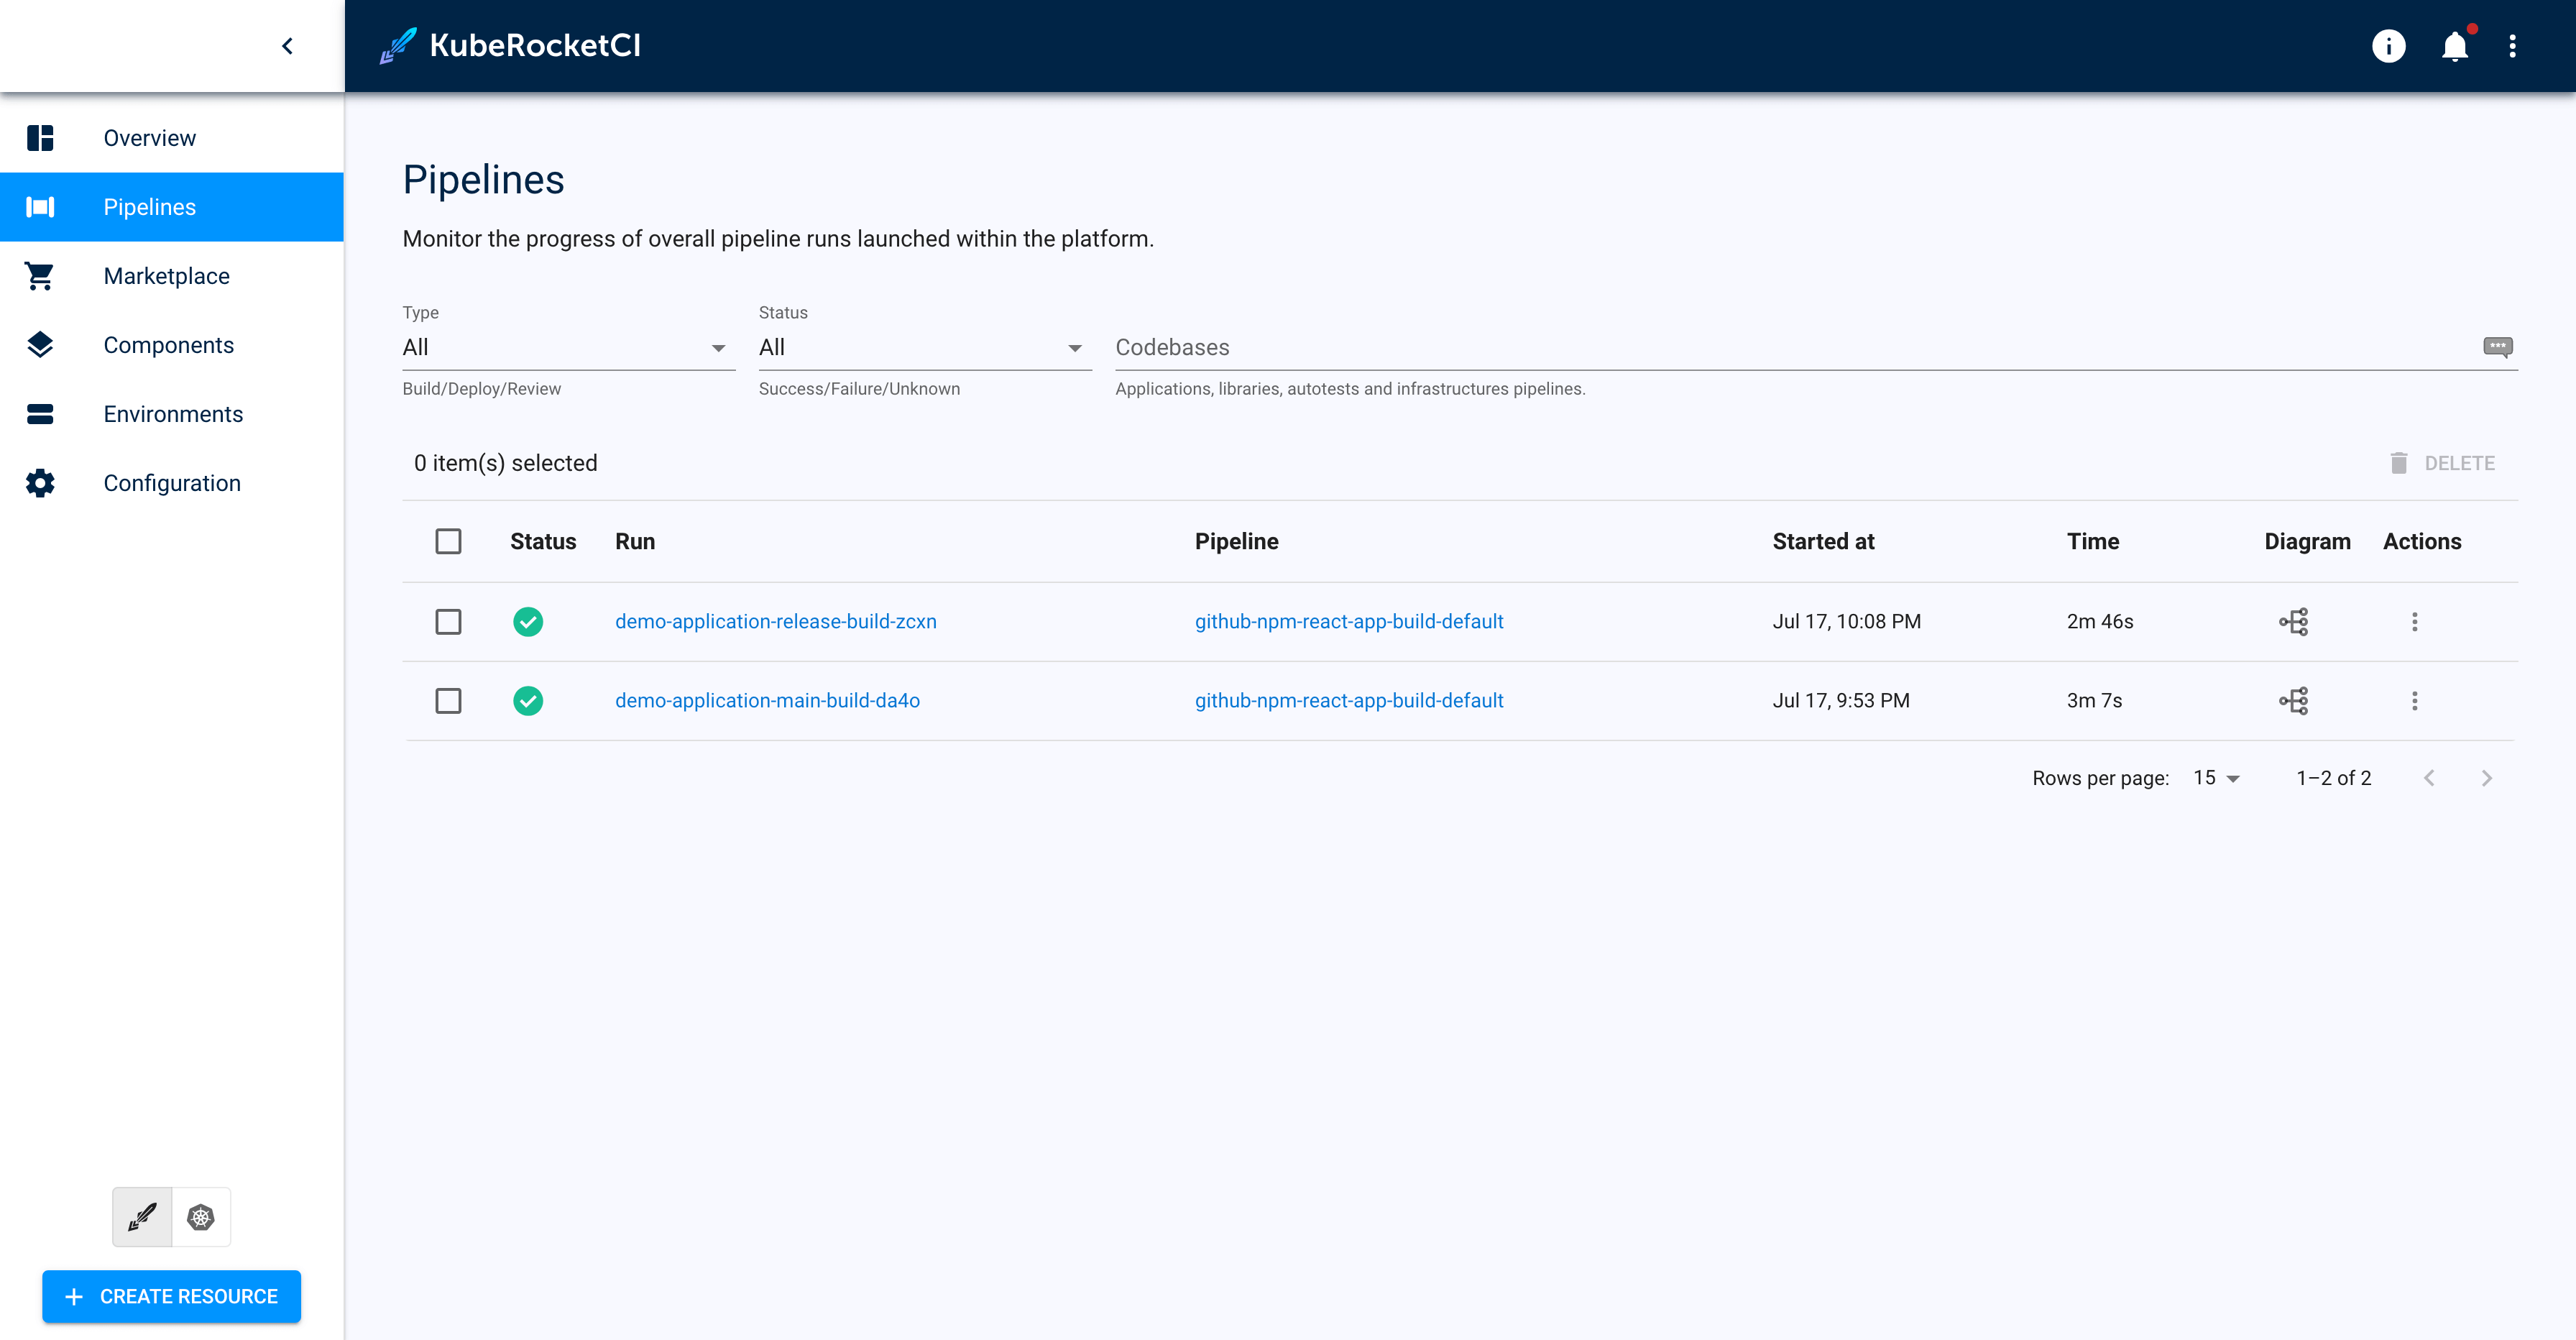 KubeRocketCI
Overview
Pipelines
Marketplace
Components
Environments
Configuration
Pipelines
Monitor the progress of overall pipeline runs launched within the platform.
Type
All
Build/Deploy/Review
Status
All
Success/Failure/Unknown
Codebases
Applications, libraries, autotests and infrastructures pipelines.
0 item(s) selected
DELETE
Status Run Pipeline Started at Time Diagram Actions
demo-application-release-build-zcxn github-npm-react-app-build-default Jul 17, 10:08 PM 2m 46s
demo-application-main-build-da4o github-npm-react-app-build-default Jul 17, 9:53 PM 3m 7s
Rows per page: 15 1–2 of 2
CREATE RESOURCE